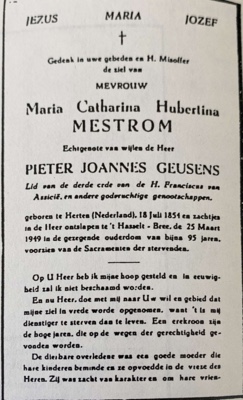 JEZUS MARIA JOZEF
Gedenk in uwe gebeden en H. Misoffer
de ziel van
MEVROUW
Maria Catharina Hubertina
MESTROM
Echtgenote van wijlen de Heer
PIETER JOANNES GEUSENS
Lid van de derde orde van de H. Franciscus van
Assicië, en andere godvruchtige genootschappen.
geboren te Herten (Nederland), 18 Juli 1854 en zachtjes
in de Heer ontslapen te 't Hasselt - Bree, de 25 Maart
1949 in de gezegende ouderdom van bijna 95 jaren,
voorzien van de Sacramenten der stervenden.
Op U Heer heb ik mijne hoop gesteld en in eeuwig-
heid zal ik niet beschaamd worden.
En nu Heer, doe met mij naar Uw wil en gebied dat
mijne ziel in vrede worde opgenomen, want 't is mij
dienstiger te sterven dan te leven. Een erekroon zijn
de hoge jaren, die op de wegen der gerechtigheid ge-
vonden worden.
De dierbare overledene was een goede moeder die
hare kinderen beminde en ze opvoedde in de vreze des
Heren. Zij was zacht van karakter en om hare vrien-